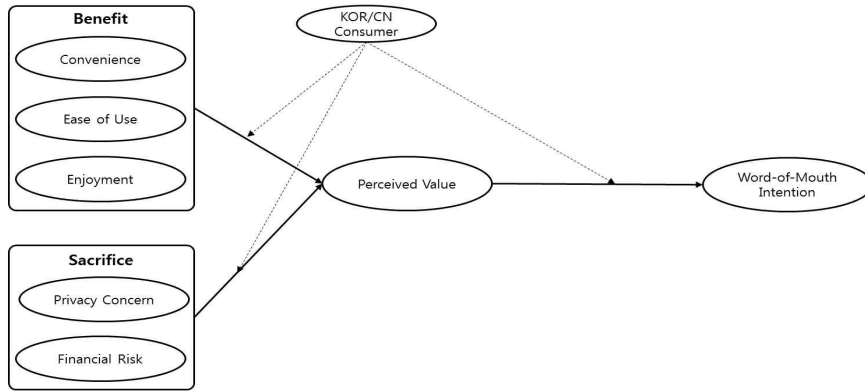 Benefit
Convenience
Ease of Use
Enjoyment
Sacrifice
Privacy Concern
Financial Risk
KOR/CN
Consumer
Perceived Value
Word-of-Mouth
Intention